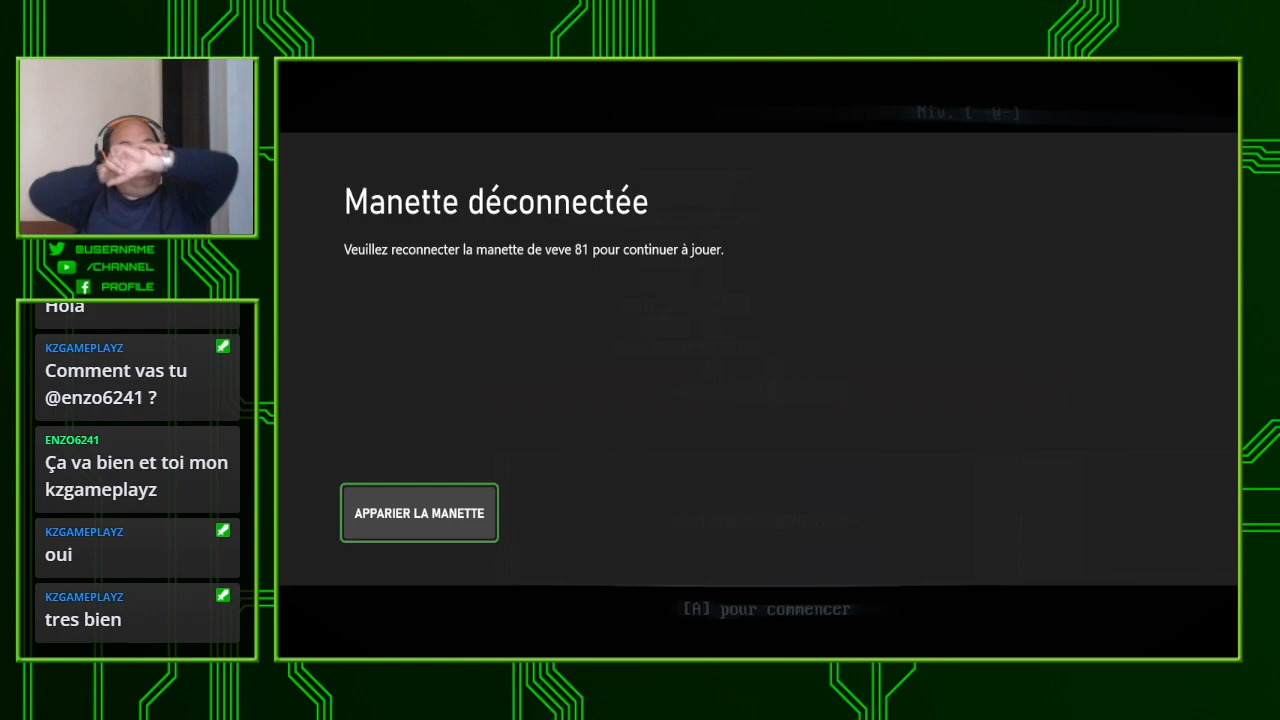 Niv. [ -@-]
Manette déconnectée
Veuillez reconnecter la manette de veve 81 pour continuer à jouer.
APPARIER LA MANETTE
[A] pour commencer
@USERNAME
/CHANNEL
PROFILE
Hola
KZGAMEPLAYZ
Comment vas tu
@enzo6241 ?
ENZO6241
Ça va bien et toi mon
kzgameplayz
KZGAMEPLAYZ
oui
KZGAMEPLAYZ
tres bien